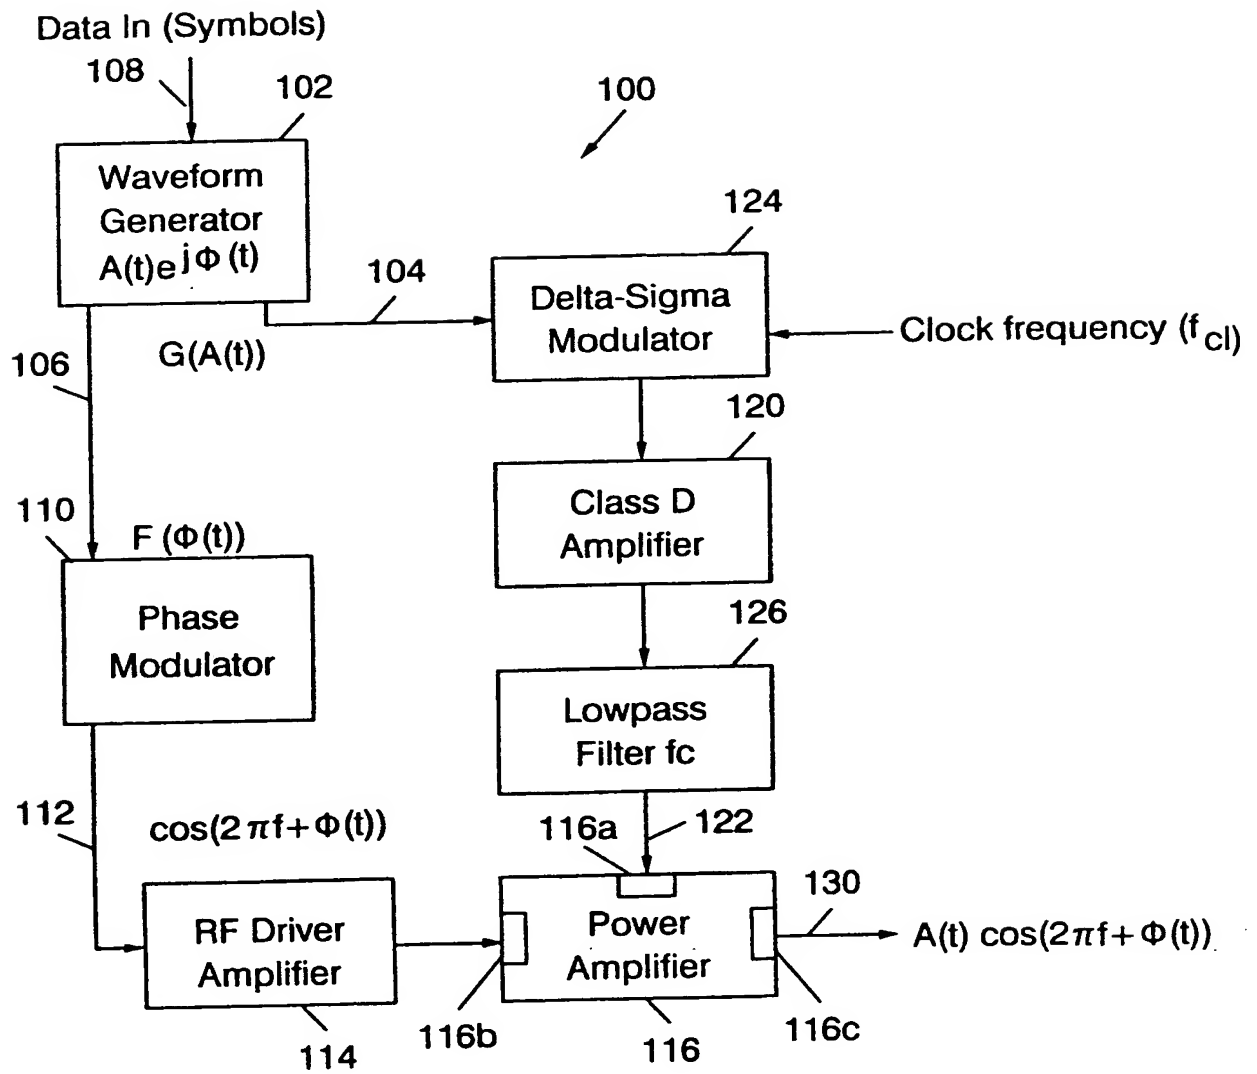 Data In (Symbols)
108
102
100
Waveform
Generator
A(t)e^jΦ(t)
124
104
Delta-Sigma
Modulator
Clock frequency (f_cl)
G(A(t))
106
120
Class D
Amplifier
110
F (Φ(t))
Phase
Modulator
126
Lowpass
Filter fc
112
cos(2πf+Φ(t))
116a
122
130
RF Driver
Amplifier
Power
Amplifier
A(t) cos(2πf+Φ(t))
114
116b
116
116c